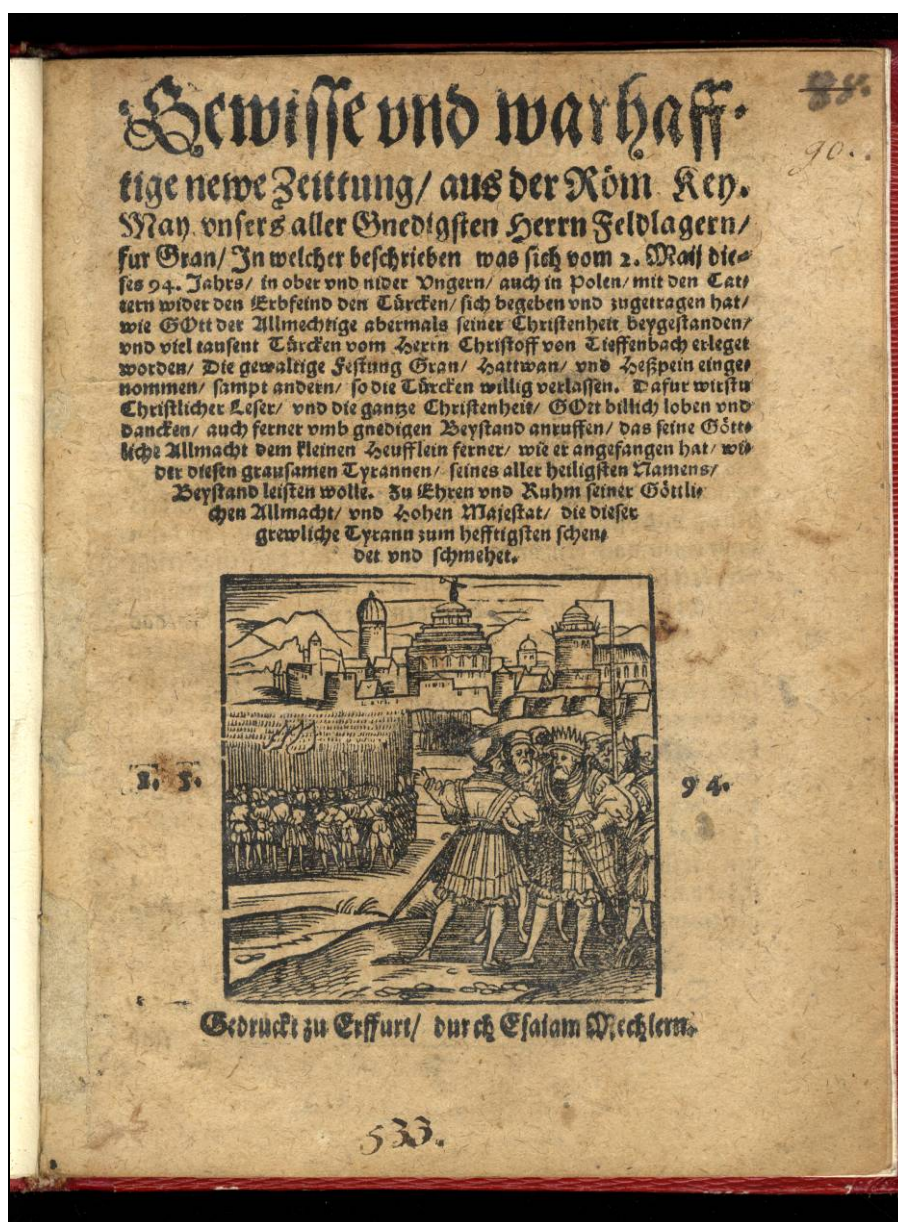 Gewisse vnd warhaff-
tige newe Zeittung/ aus der Röm Key.
May vnsers aller Gnedigsten Herrn Feldlagern/
fur Gran/ In welcher beschrieben was sich vom 2. Maij die-
ses 94. Jahrs/ in ober vnd nider Vngern/ auch in Polen/ mit den Tat-
tern wider den Erbfeind den Türcken/ sich begeben vnd zugetragen hat/
wie GOtt der Allmechtige abermals seiner Christenheit beygestanden/
vnd viel tausent Türcken vom Herrn Christoff von Tieffenbach erleget
worden/ Die gewaltige Festung Gran/ Hattwan/ vnd Heßpein einge-
nommen/ sampt andern/ so die Türcken willig verlassen. Dafur wirstu
Christlicher Leser/ vnd die gantze Christenheit/ GOtt billich loben vnd
dancken/ auch ferner vmb gnedigen Beystand anruffen/ das seine Gött-
liche Allmacht dem kleinen Heufflein ferner/ wie er angefangen hat/ wi-
der diesen grausamen Tyrannen/ seines aller heiligsten Namens/
Beystand leisten wolle. Zu Ehren vnd Ruhm seiner Göttli-
chen Allmacht/ vnd Hohen Majestat/ die dieser
grewliche Tyrann zum hefftigsten schen-
det vnd schmehet.
90.
1. 5. 94.
Gedruckt zu Erffurt/ durch Esaiam Mechlern.
533.